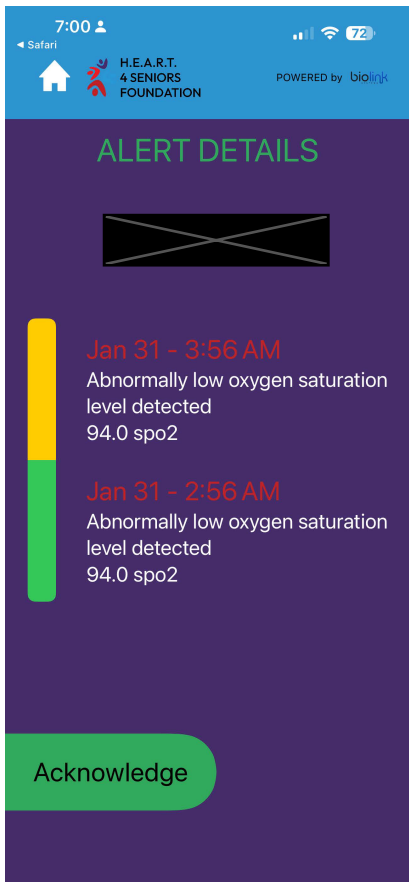 7:00
72
◀ Safari
H.E.A.R.T.
4 SENIORS
FOUNDATION
POWERED by biolink
ALERT DETAILS
Jan 31 - 3:56 AM
Abnormally low oxygen saturation
level detected
94.0 spo2
Jan 31 - 2:56 AM
Abnormally low oxygen saturation
level detected
94.0 spo2
Acknowledge